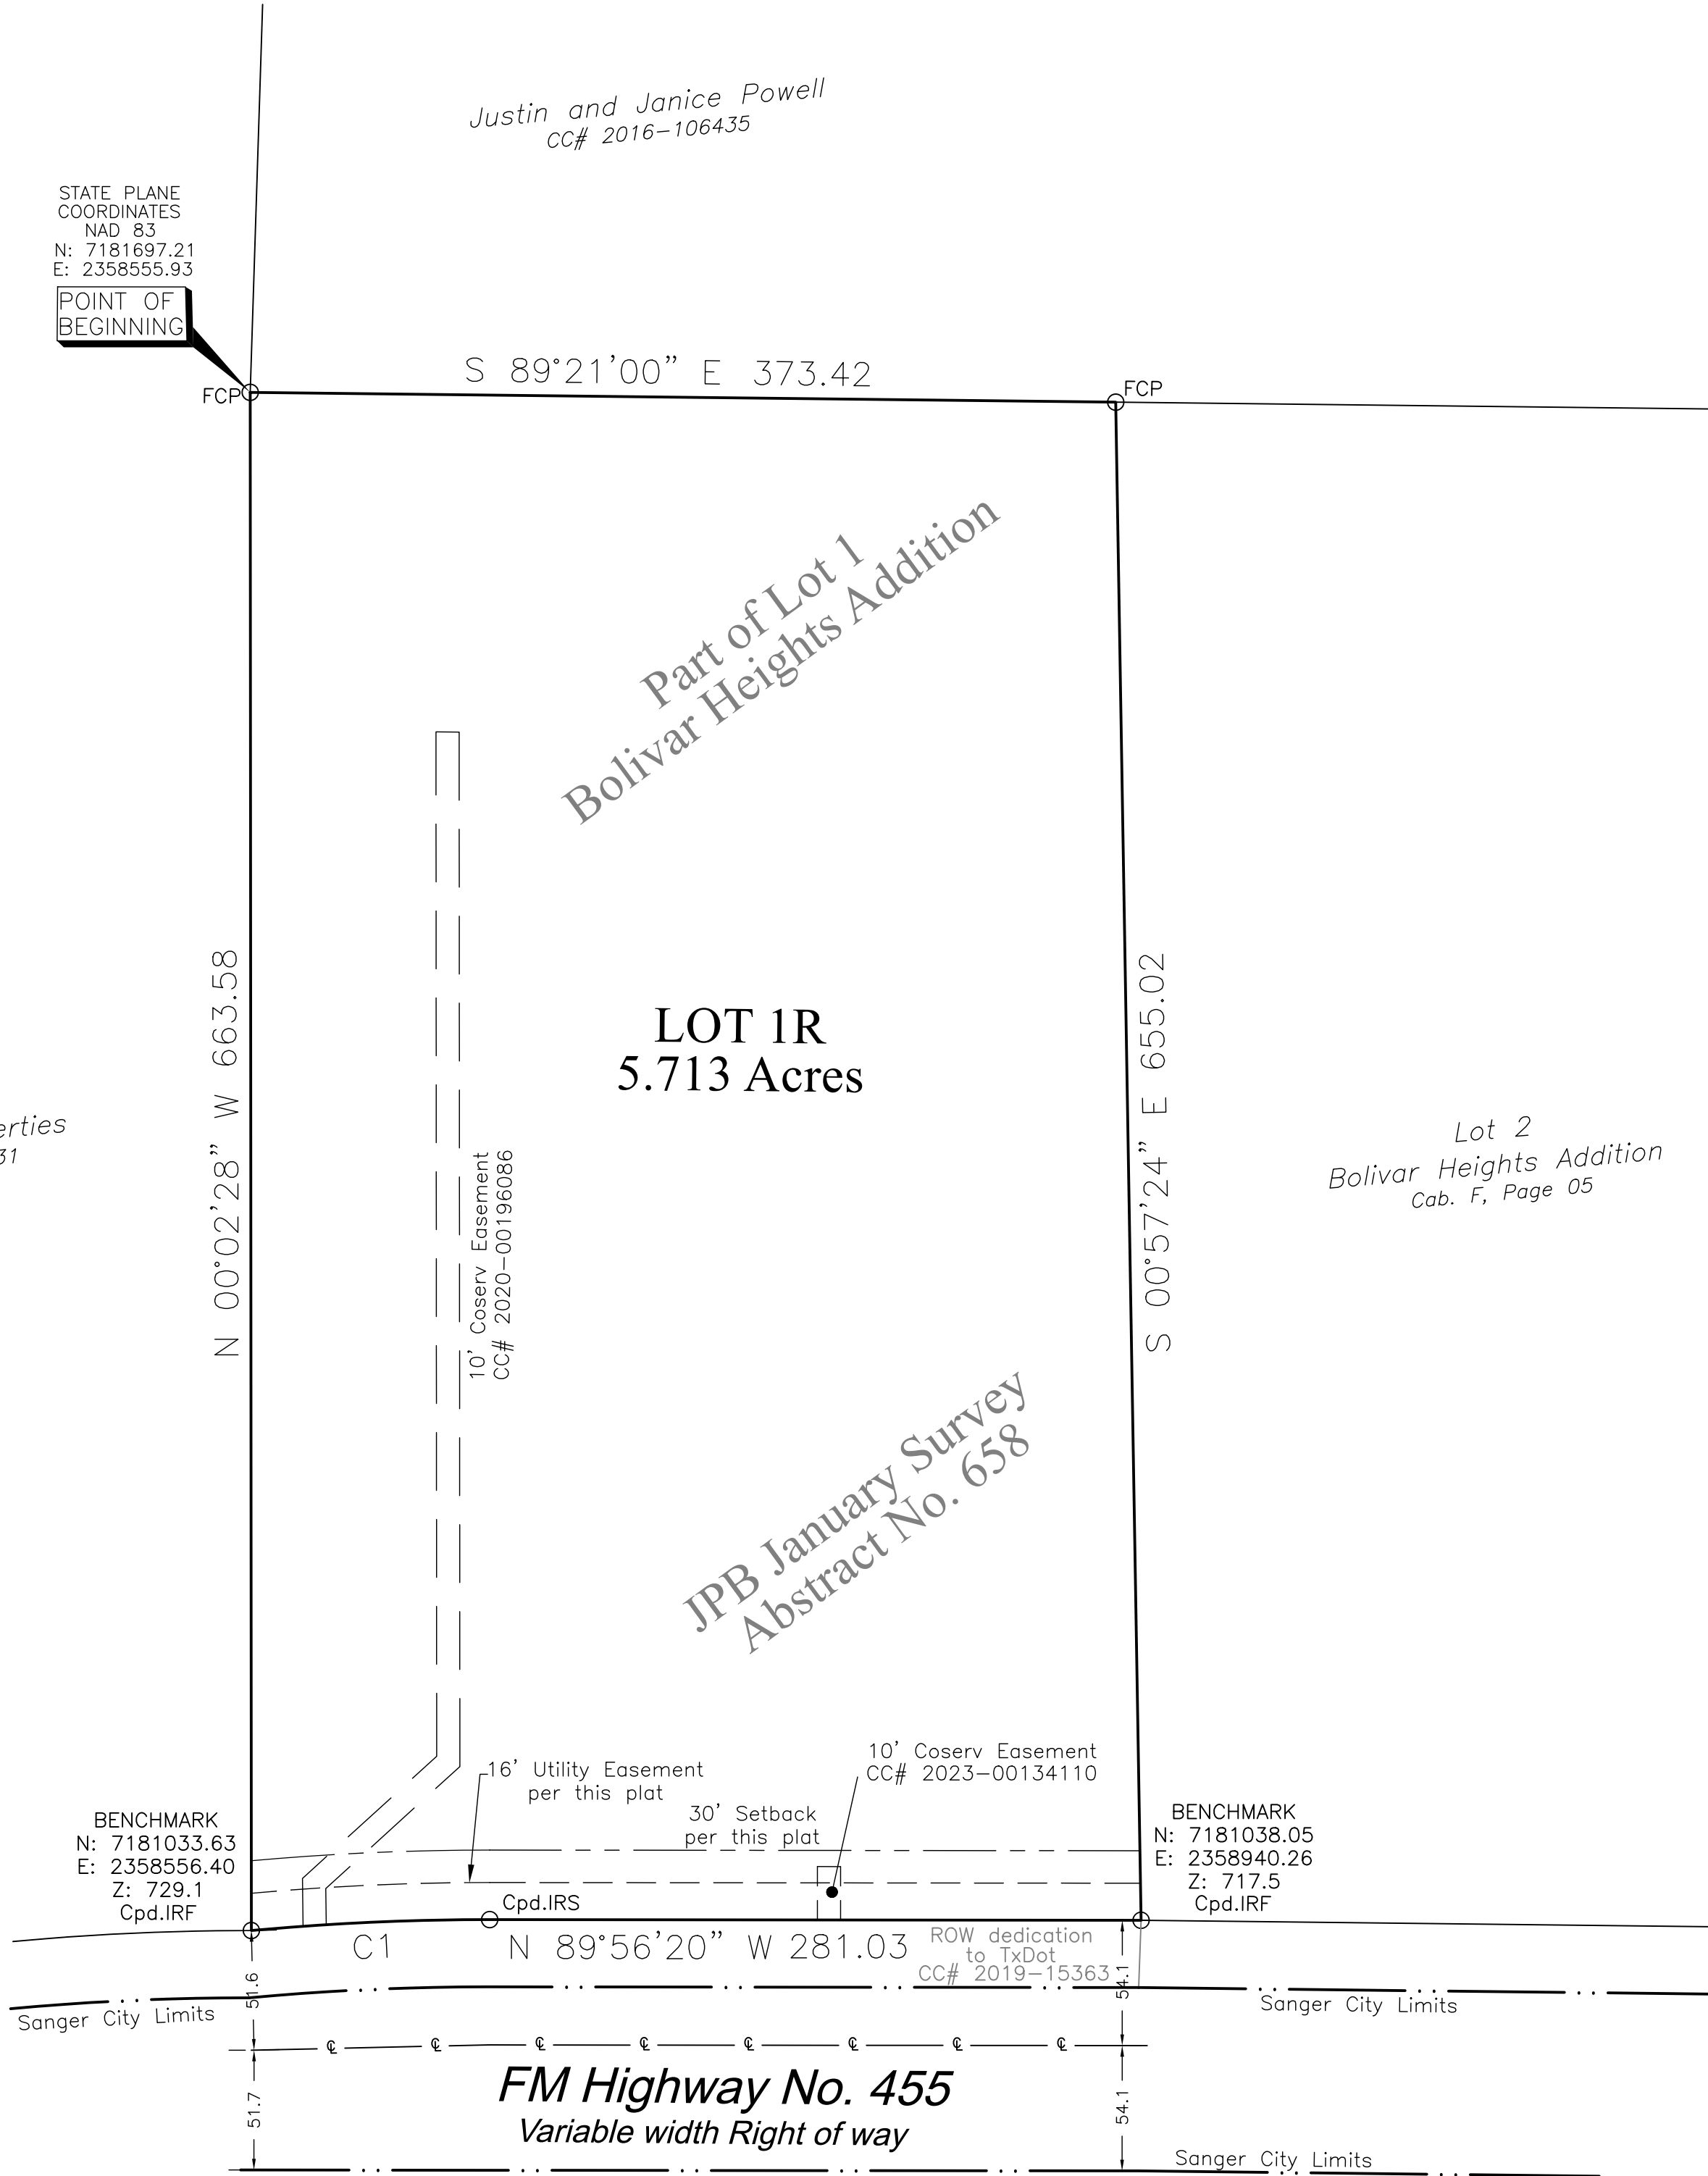 Justin and Janice Powell
CC# 2016-106435
STATE PLANE
COORDINATES
NAD 83
N: 7181697.21
E: 2358555.93
POINT OF
BEGINNING
FCP
S 89°21'00" E 373.42
FCP
Part of Lot 1
Bolivar Heights Addition
N 00°02'28" W 663.58
LOT 1R
5.713 Acres
S 00°57'24" E 655.02
erties
31
10' Coserv Easement
CC# 2020-00196086
Lot 2
Bolivar Heights Addition
Cab. F, Page 05
JPB January Survey
Abstract No. 658
16' Utility Easement
per this plat
10' Coserv Easement
CC# 2023-00134110
30' Setback
per this plat
BENCHMARK
N: 7181033.63
E: 2358556.40
Z: 729.1
Cpd.IRF
BENCHMARK
N: 7181038.05
E: 2358940.26
Z: 717.5
Cpd.IRF
Cpd.IRS
C1
N 89°56'20" W 281.03
ROW dedication
to TxDot
CC# 2019-15363
51.6
54.1
Sanger City Limits
Sanger City Limits
℄ ℄ ℄ ℄ ℄ ℄ ℄ ℄
FM Highway No. 455
Variable width Right of way
51.7
54.1
Sanger City Limits